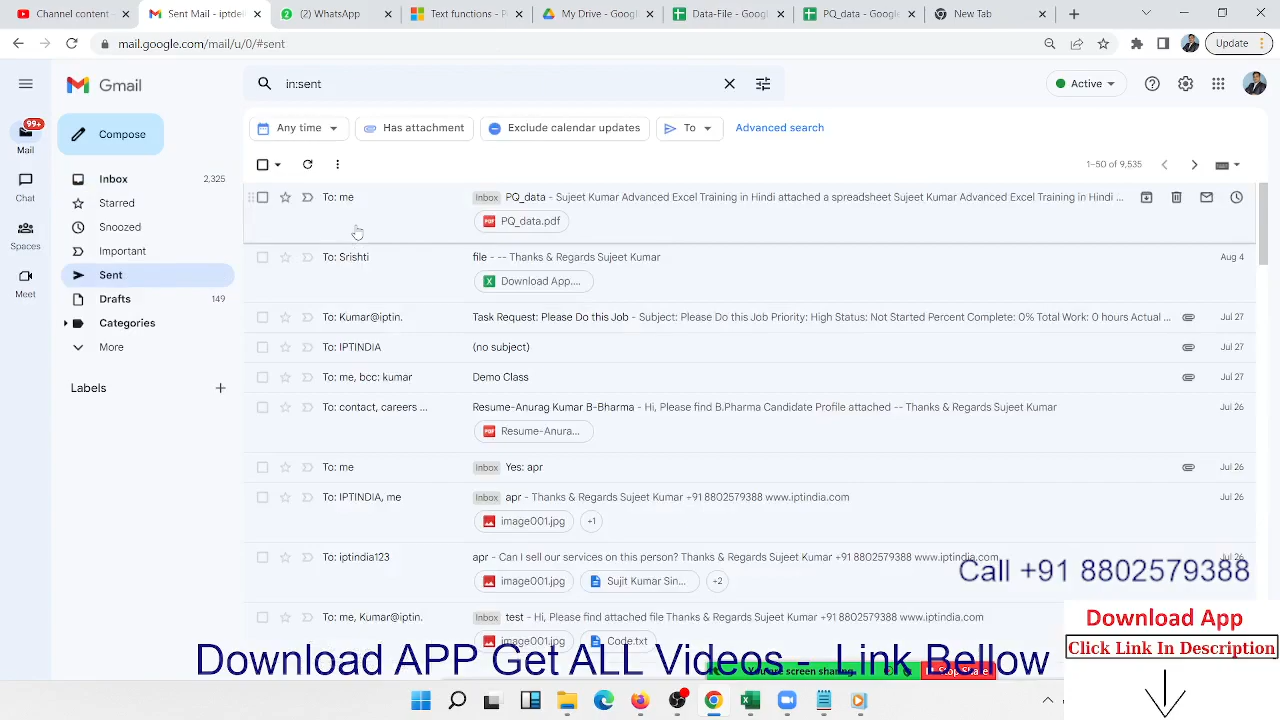 Channel content
Sent Mail - iptdei
(2) WhatsApp
Text functions - P
My Drive - Google
Data-File - Google
PQ_data - Google
New Tab
mail.google.com/mail/u/0/#sent
Update
Gmail
in:sent
Active
99+
Mail
Compose
Any time
Has attachment
Exclude calendar updates
To
Advanced search
Chat
Spaces
Meet
1–50 of 9,535
Inbox 2,325
Starred
Snoozed
Important
Sent
Drafts 149
Categories
More
Labels
To: me Inbox PQ_data - Sujeet Kumar Advanced Excel Training in Hindi attached a spreadsheet Sujeet Kumar Advanced Excel Training in Hindi ...
PDF PQ_data.pdf
To: Srishti file - -- Thanks & Regards Sujeet Kumar Aug 4
Download App....
To: Kumar@iptin. Task Request: Please Do this Job - Subject: Please Do this Job Priority: High Status: Not Started Percent Complete: 0% Total Work: 0 hours Actual ... Jul 27
To: IPTINDIA (no subject) Jul 27
To: me, bcc: kumar Demo Class Jul 27
To: contact, careers ... Resume-Anurag Kumar B-Bharma - Hi, Please find B.Pharma Candidate Profile attached -- Thanks & Regards Sujeet Kumar Jul 26
PDF Resume-Anura...
To: me Inbox Yes: apr Jul 26
To: IPTINDIA, me Inbox apr - Thanks & Regards Sujeet Kumar +91 8802579388 www.iptindia.com Jul 26
image001.jpg +1
To: iptindia123 apr - Can I sell our services on this person? Thanks & Regards Sujeet Kumar +91 8802579388 www.iptindia.com Jul 26
image001.jpg Sujit Kumar Sin... +2
To: me, Kumar@iptin. Inbox test - Hi, Please find attached file Thanks & Regards Sujeet Kumar +91 8802579388 www.iptindia.com
Code.txt
Call +91 8802579388
Download App
Click Link In Description
Download APP Get ALL Videos - Link Bellow
screen sharing